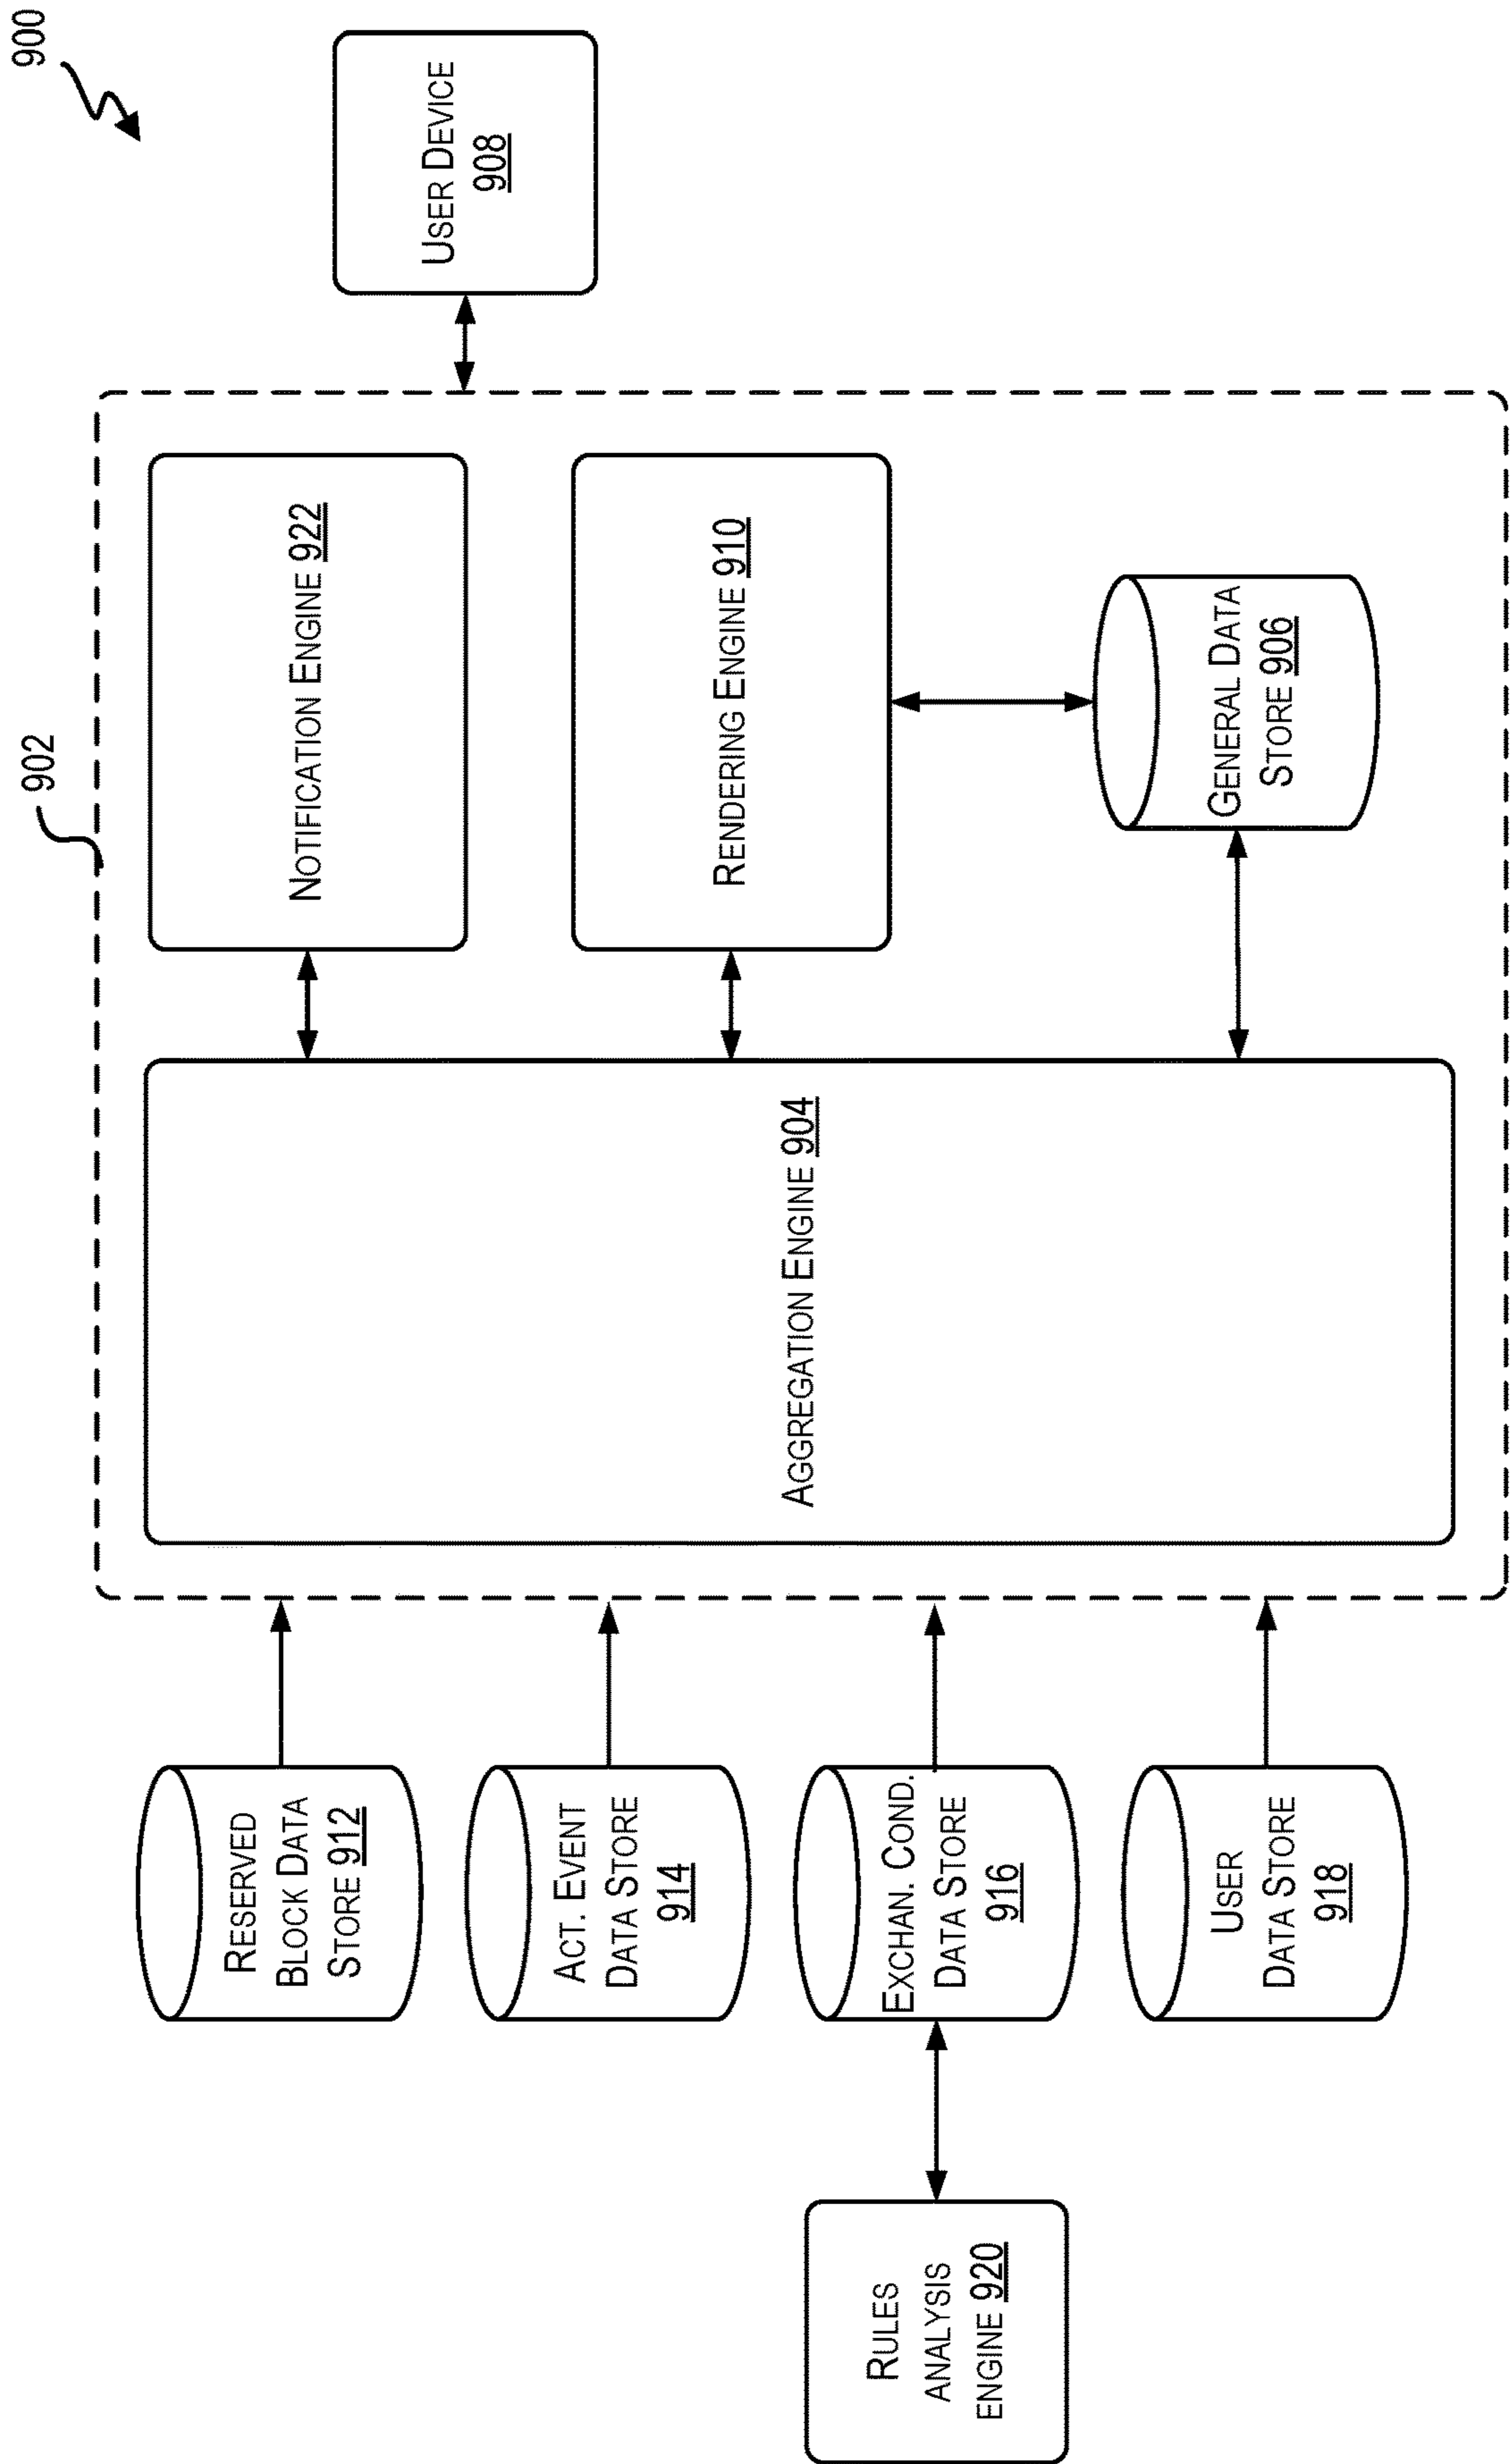 900
902
RESERVED
BLOCK DATA
STORE 912
ACT. EVENT
DATA STORE
914
EXCHAN. COND.
DATA STORE
916
USER
DATA STORE
918
RULES
ANALYSIS
ENGINE 920
AGGREGATION ENGINE 904
NOTIFICATION ENGINE 922
RENDERING ENGINE 910
GENERAL DATA
STORE 906
USER DEVICE
908